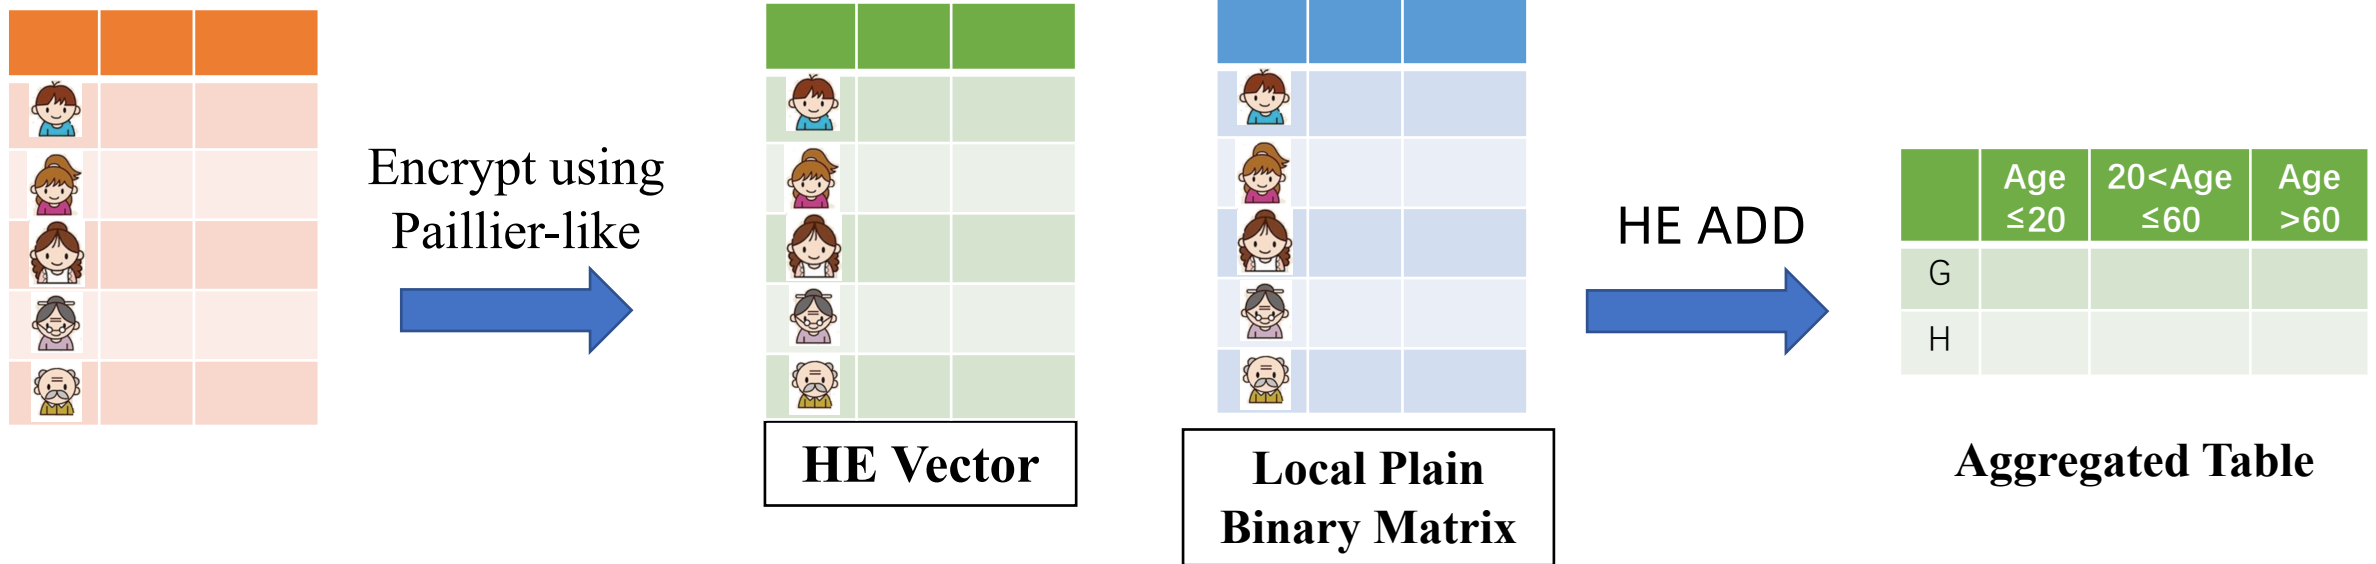 Encrypt using
Paillier-like
HE Vector
Local Plain
Binary Matrix
HE ADD
Age
≤20
20<Age
≤60
Age
>60
G
H
Aggregated Table